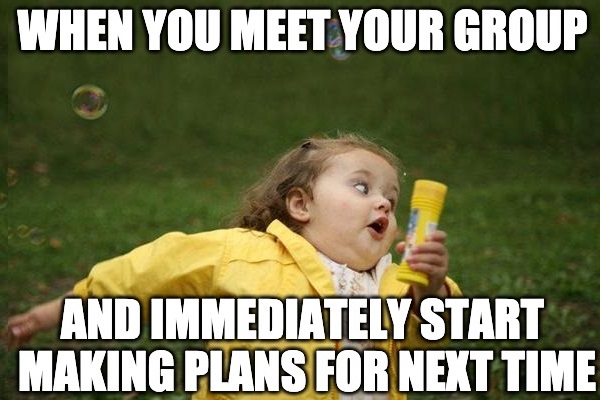 WHEN YOU MEET YOUR GROUP
AND IMMEDIATELY START
MAKING PLANS FOR NEXT TIME